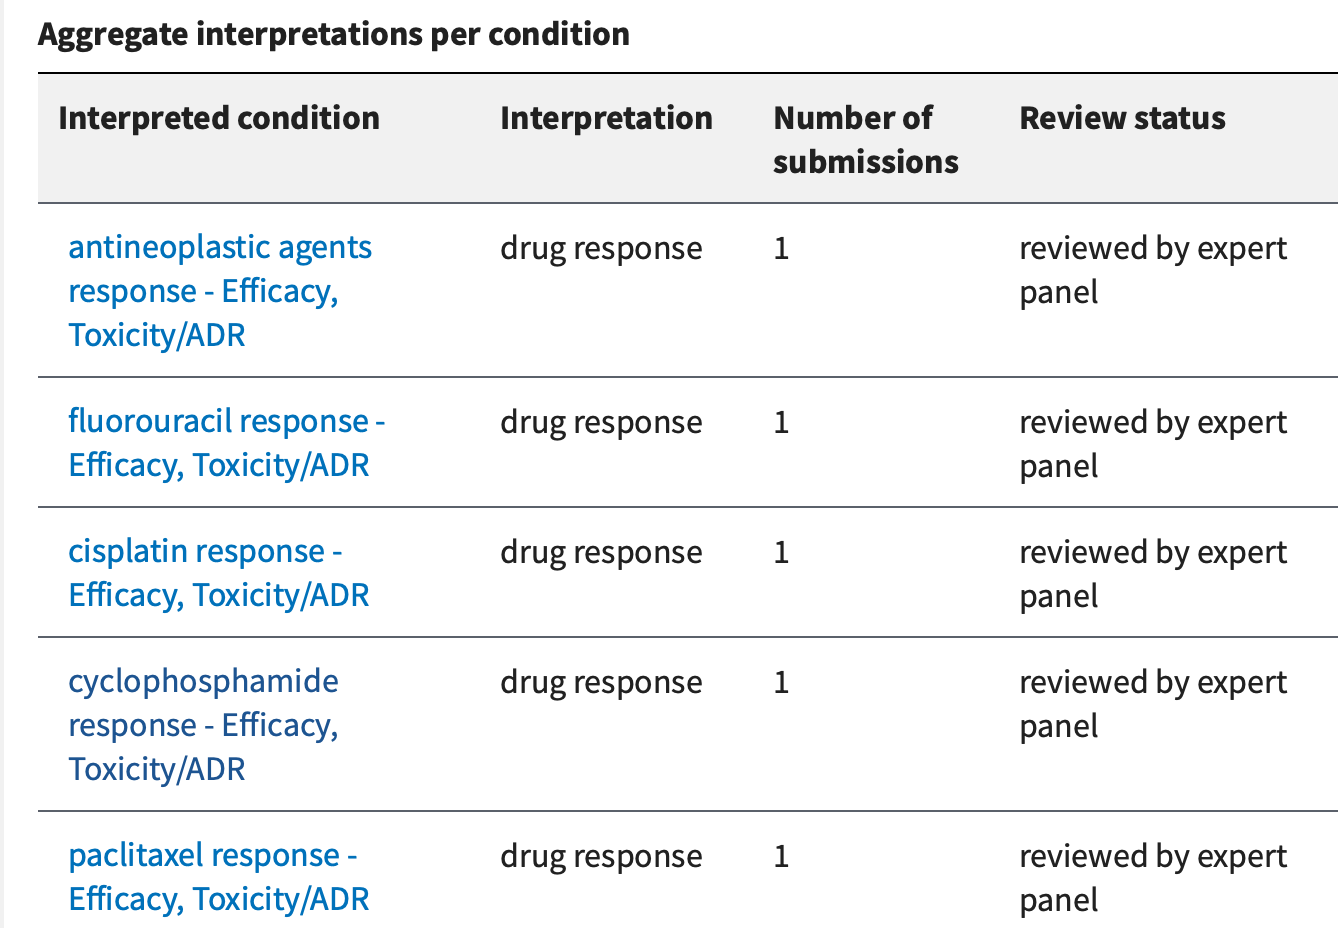 Aggregate interpretations per condition
Interpreted condition Interpretation Number of submissions Review status
antineoplastic agents response - Efficacy, Toxicity/ADR drug response 1 reviewed by expert panel
fluorouracil response - Efficacy, Toxicity/ADR drug response 1 reviewed by expert panel
cisplatin response - Efficacy, Toxicity/ADR drug response 1 reviewed by expert panel
cyclophosphamide response - Efficacy, Toxicity/ADR drug response 1 reviewed by expert panel
paclitaxel response - Efficacy, Toxicity/ADR drug response 1 reviewed by expert panel